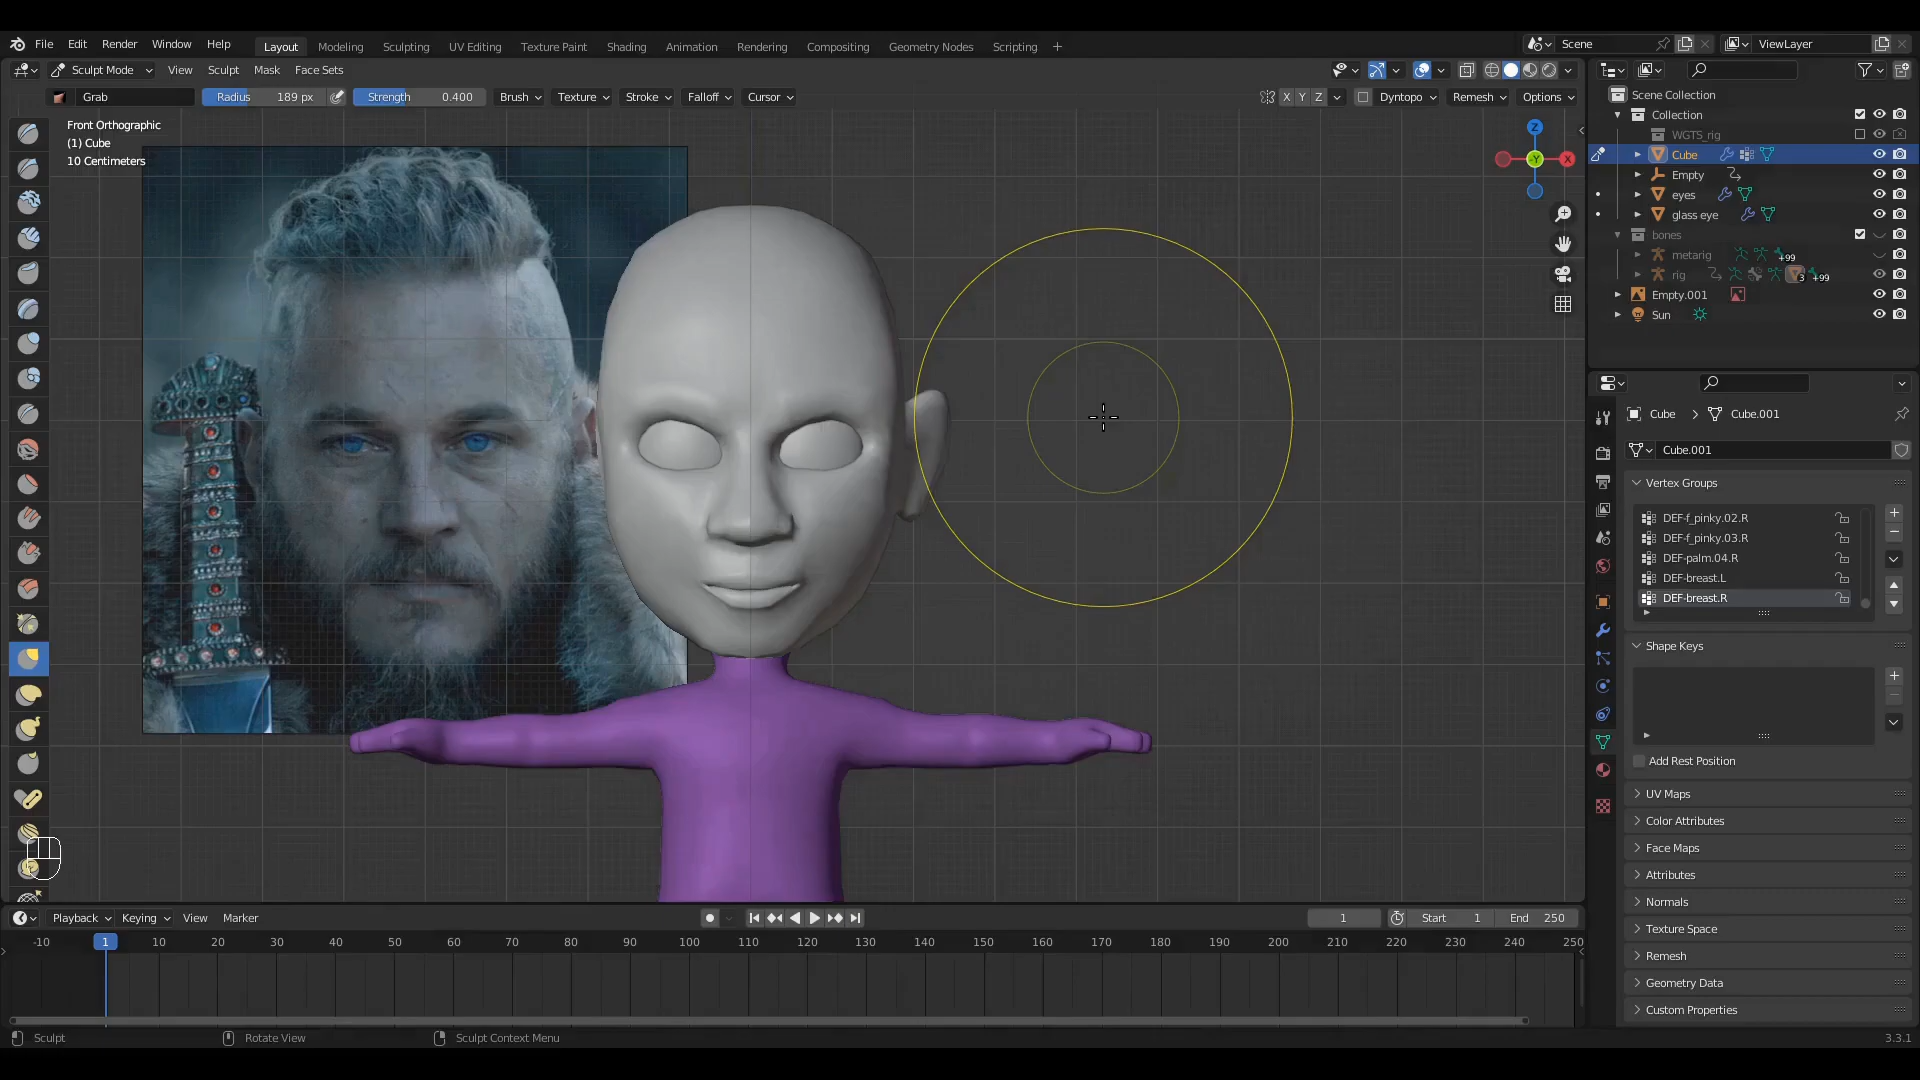 File Edit Render Window Help Layout Modeling Sculpting UV Editing Texture Paint Shading Animation Rendering Compositing Geometry Nodes Scripting + Scene ViewLayer
Sculpt Mode View Sculpt Mask Face Sets
Grab Radius 189 px Strength 0.400 Brush Texture Stroke Falloff Cursor X Y Z Dyntopo Remesh Options
Front Orthographic
(1) Cube
10 Centimeters
Z
Y
X
Scene Collection
Collection
WGTS_rig
Cube
Empty
eyes
glass eye
bones
metarig +99
rig 3 +99
Empty.001
Sun
Cube > Cube.001
Cube.001
Vertex Groups
DEF-f_pinky.02.R
DEF-f_pinky.03.R
DEF-palm.04.R
DEF-breast.L
DEF-breast.R
Shape Keys
Add Rest Position
UV Maps
Color Attributes
Face Maps
Attributes
Normals
Texture Space
Remesh
Geometry Data
Custom Properties
Playback Keying View Marker 1 Start 1 End 250
-10 1 10 20 30 40 50 60 70 80 90 100 110 120 130 140 150 160 170 180 190 200 210 220 230 240 250
Sculpt Rotate View Sculpt Context Menu 3.3.1